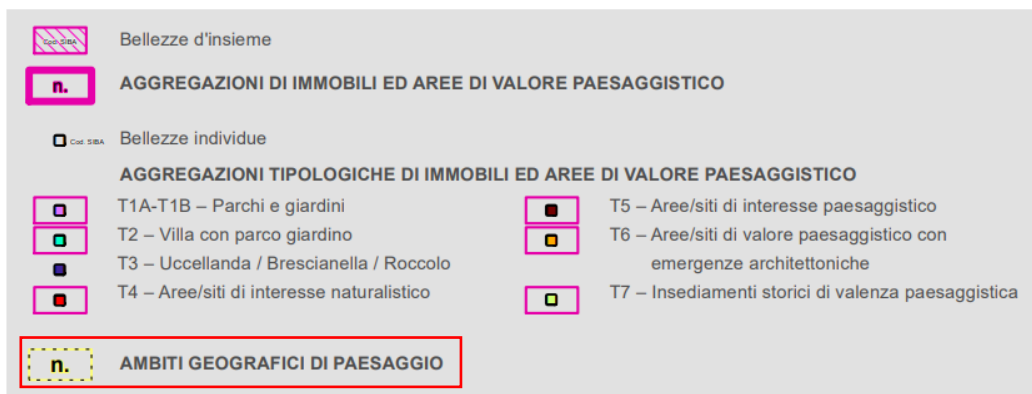 Cod. SIBA Bellezze d'insieme
n. AGGREGAZIONI DI IMMOBILI ED AREE DI VALORE PAESAGGISTICO
Cod. SIBA Bellezze individue
AGGREGAZIONI TIPOLOGICHE DI IMMOBILI ED AREE DI VALORE PAESAGGISTICO
T1A-T1B – Parchi e giardini
T2 – Villa con parco giardino
T3 – Uccellanda / Brescianella / Roccolo
T4 – Aree/siti di interesse naturalistico
T5 – Aree/siti di interesse paesaggistico
T6 – Aree/siti di valore paesaggistico con
emergenze architettoniche
T7 – Insediamenti storici di valenza paesaggistica
n. AMBITI GEOGRAFICI DI PAESAGGIO